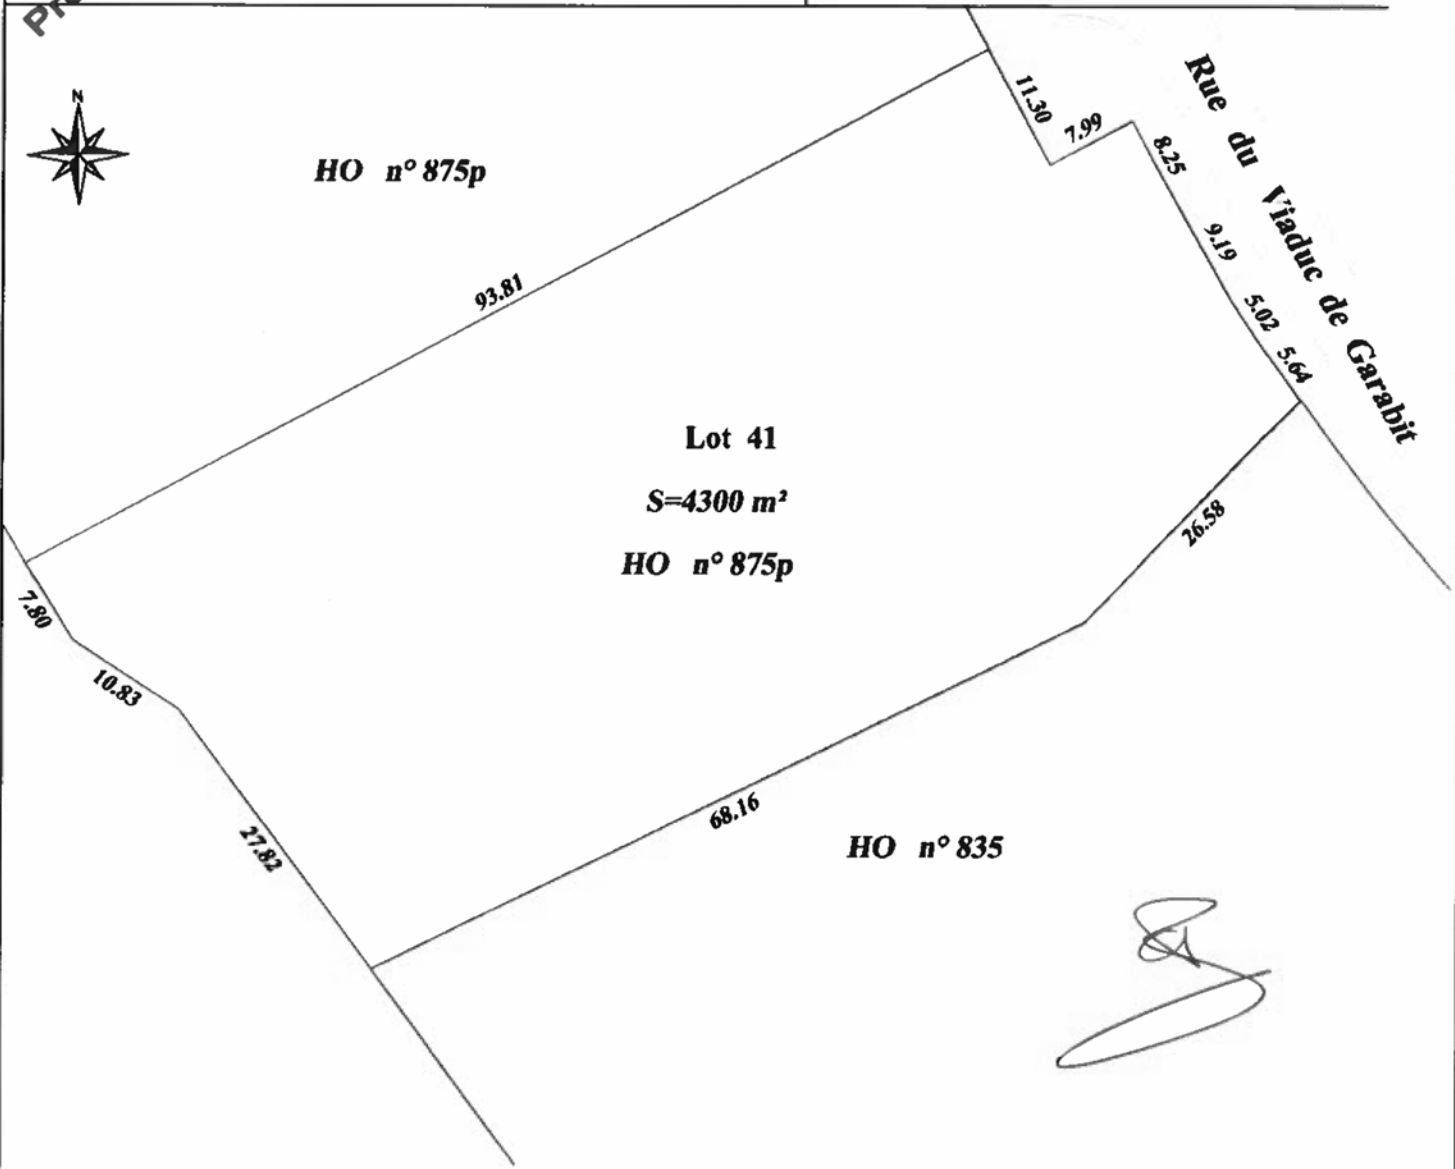 N
HO n° 875p
11.30
7.99
8.25
9.19
5.02
5.64
Rue du Viaduc de Garabit
93.81
Lot 41
S=4300 m²
HO n° 875p
26.58
7.80
10.83
27.82
68.16
HO n° 835